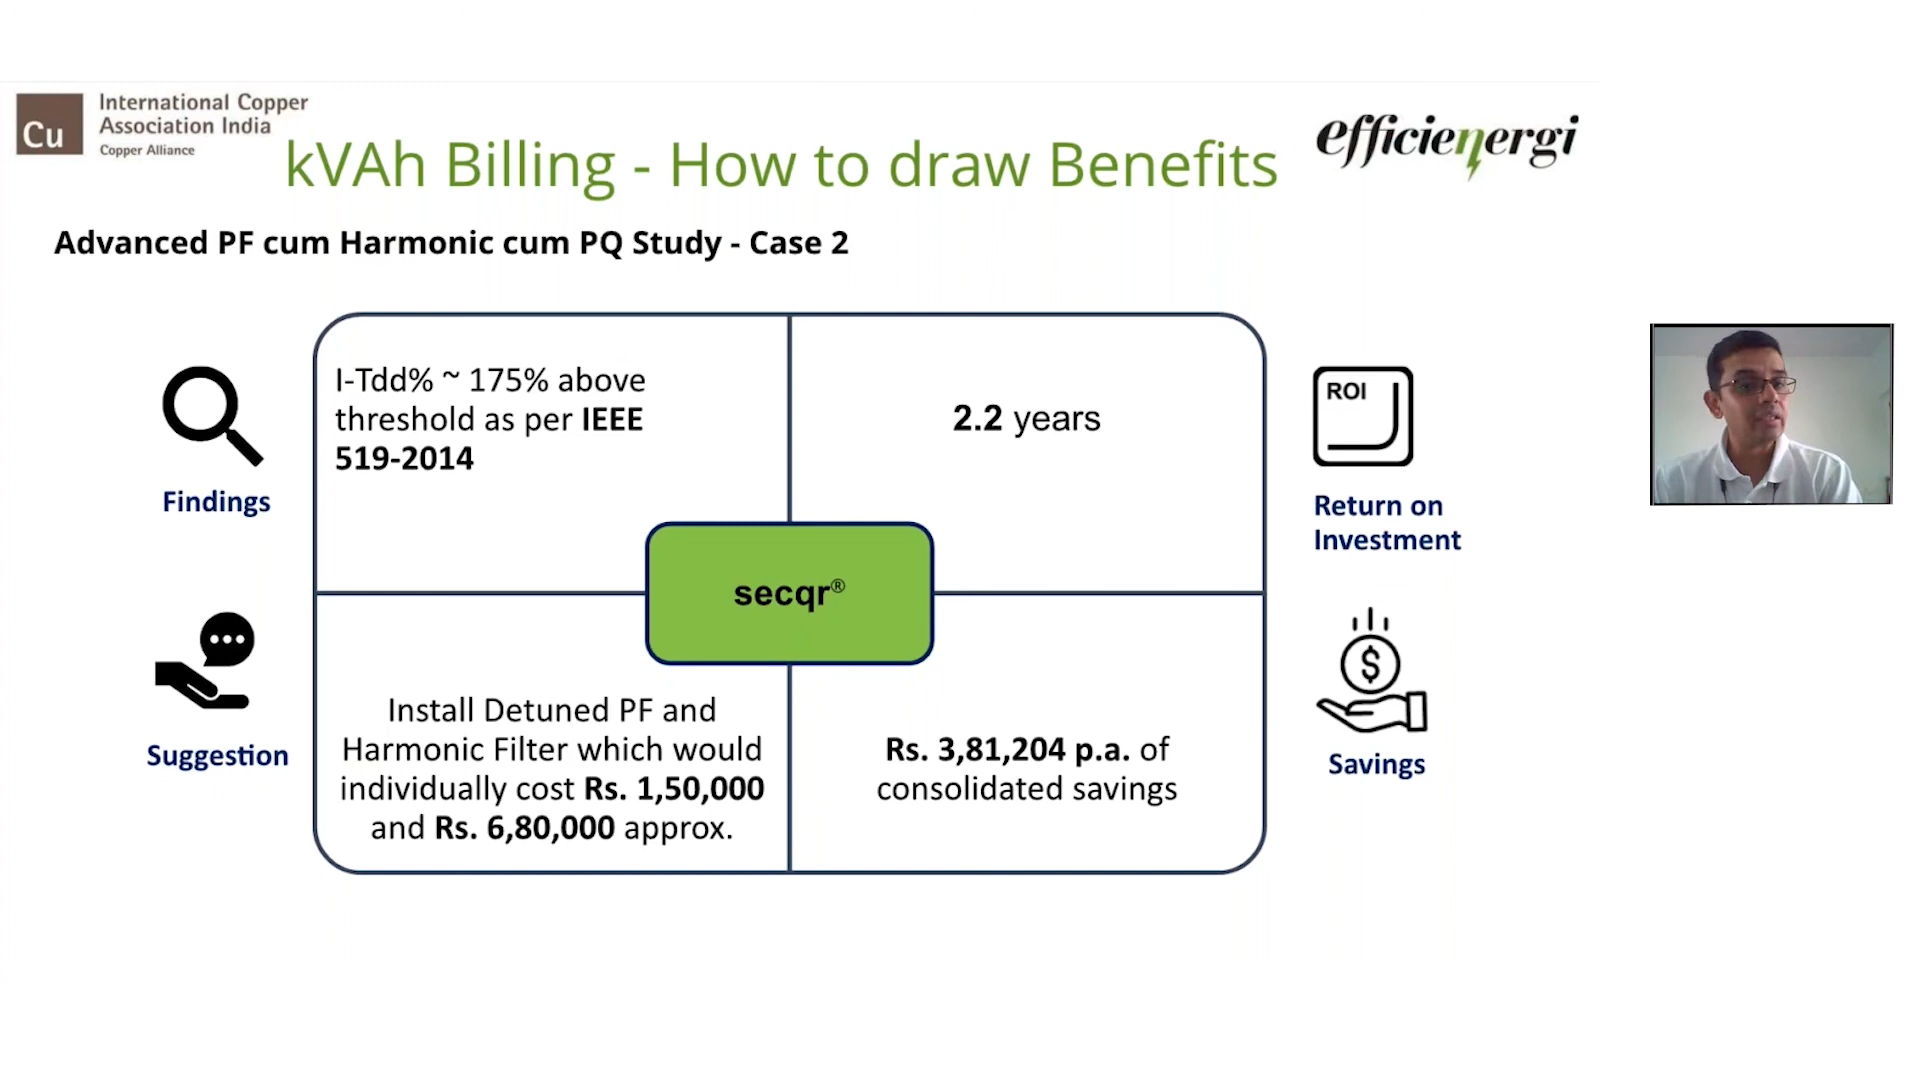 Cu
International Copper
Association India
Copper Alliance
kVAh Billing - How to draw Benefits
efficienergi
Advanced PF cum Harmonic cum PQ Study - Case 2
Findings
I-Tdd% ~ 175% above
threshold as per IEEE
519-2014
2.2 years
ROI
Return on
Investment
secqr®
Suggestion
Install Detuned PF and
Harmonic Filter which would
individually cost Rs. 1,50,000
and Rs. 6,80,000 approx.
Rs. 3,81,204 p.a. of
consolidated savings
$
Savings